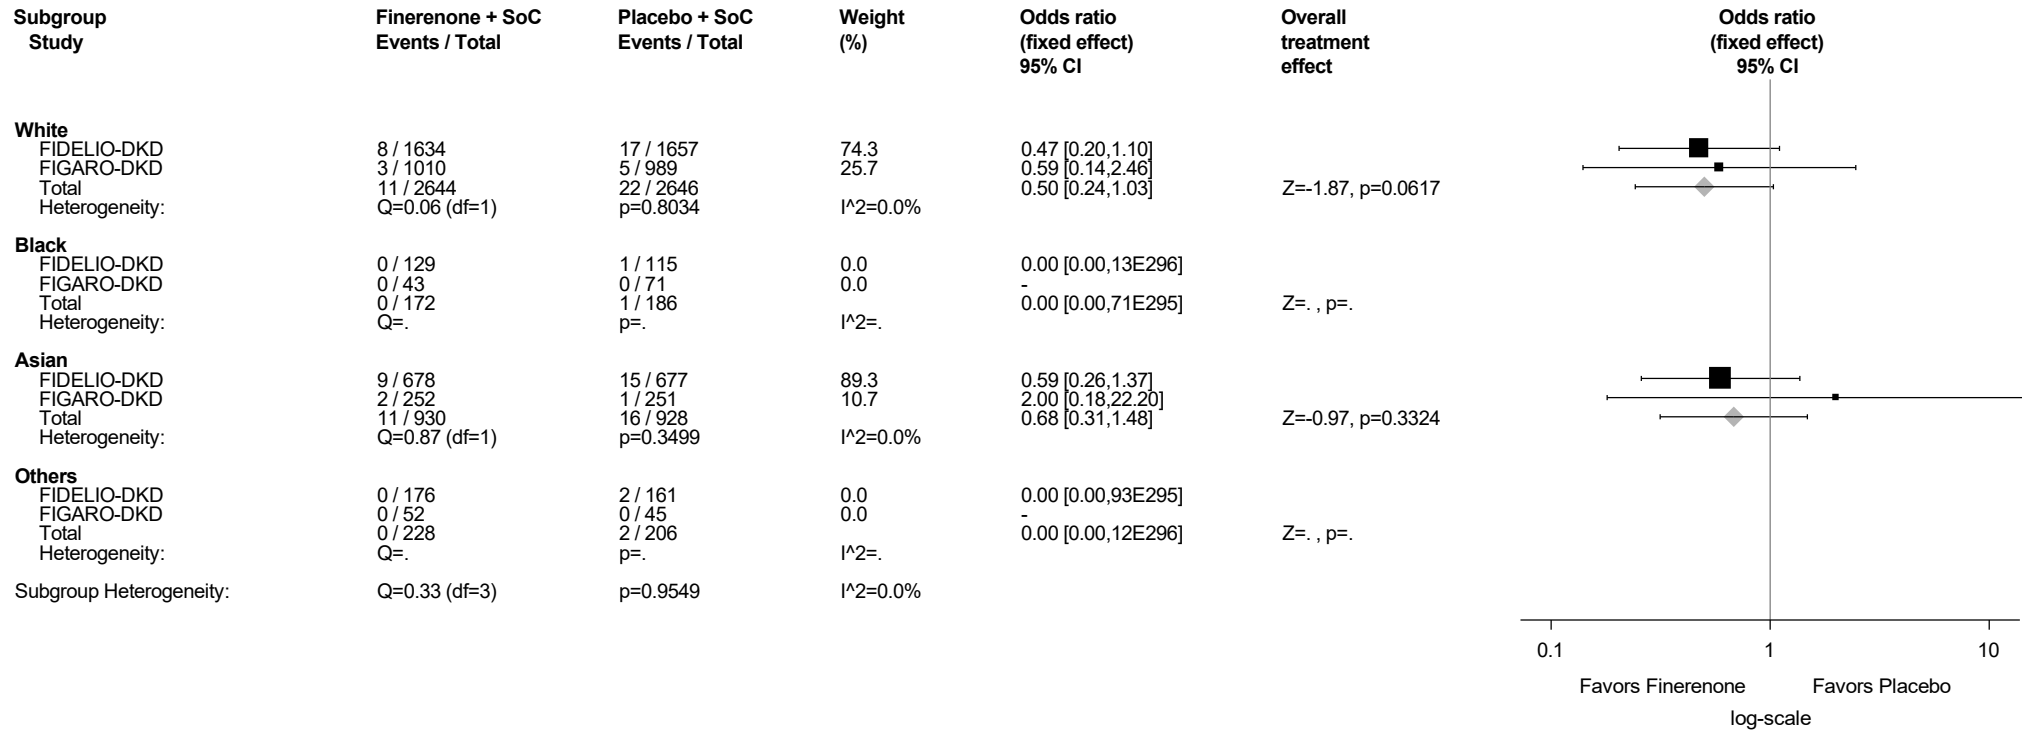 Subgroup Finerenone + SoC Placebo + SoC Weight Odds ratio Overall Odds ratio
Study Events / Total Events / Total (%) (fixed effect) treatment (fixed effect)
95% CI effect 95% CI
White
FIDELIO-DKD 8 / 1634 17 / 1657 74.3 0.47 [0.20,1.10]
FIGARO-DKD 3 / 1010 5 / 989 25.7 0.59 [0.14,2.46]
Total 11 / 2644 22 / 2646 0.50 [0.24,1.03] Z=-1.87, p=0.0617
Heterogeneity: Q=0.06 (df=1) p=0.8034 I^2=0.0%
Black
FIDELIO-DKD 0 / 129 1 / 115 0.0 0.00 [0.00,13E296]
FIGARO-DKD 0 / 43 0 / 71 0.0 -
Total 0 / 172 1 / 186 0.00 [0.00,71E295] Z=. , p=.
Heterogeneity: Q=. p=. I^2=.
Asian
FIDELIO-DKD 9 / 678 15 / 677 89.3 0.59 [0.26,1.37]
FIGARO-DKD 2 / 252 1 / 251 10.7 2.00 [0.18,22.20]
Total 11 / 930 16 / 928 0.68 [0.31,1.48] Z=-0.97, p=0.3324
Heterogeneity: Q=0.87 (df=1) p=0.3499 I^2=0.0%
Others
FIDELIO-DKD 0 / 176 2 / 161 0.0 0.00 [0.00,93E295]
FIGARO-DKD 0 / 52 0 / 45 0.0 -
Total 0 / 228 2 / 206 0.00 [0.00,12E296] Z=. , p=.
Heterogeneity: Q=. p=. I^2=.
Subgroup Heterogeneity: Q=0.33 (df=3) p=0.9549 I^2=0.0%
0.1 1 10
Favors Finerenone Favors Placebo
log-scale